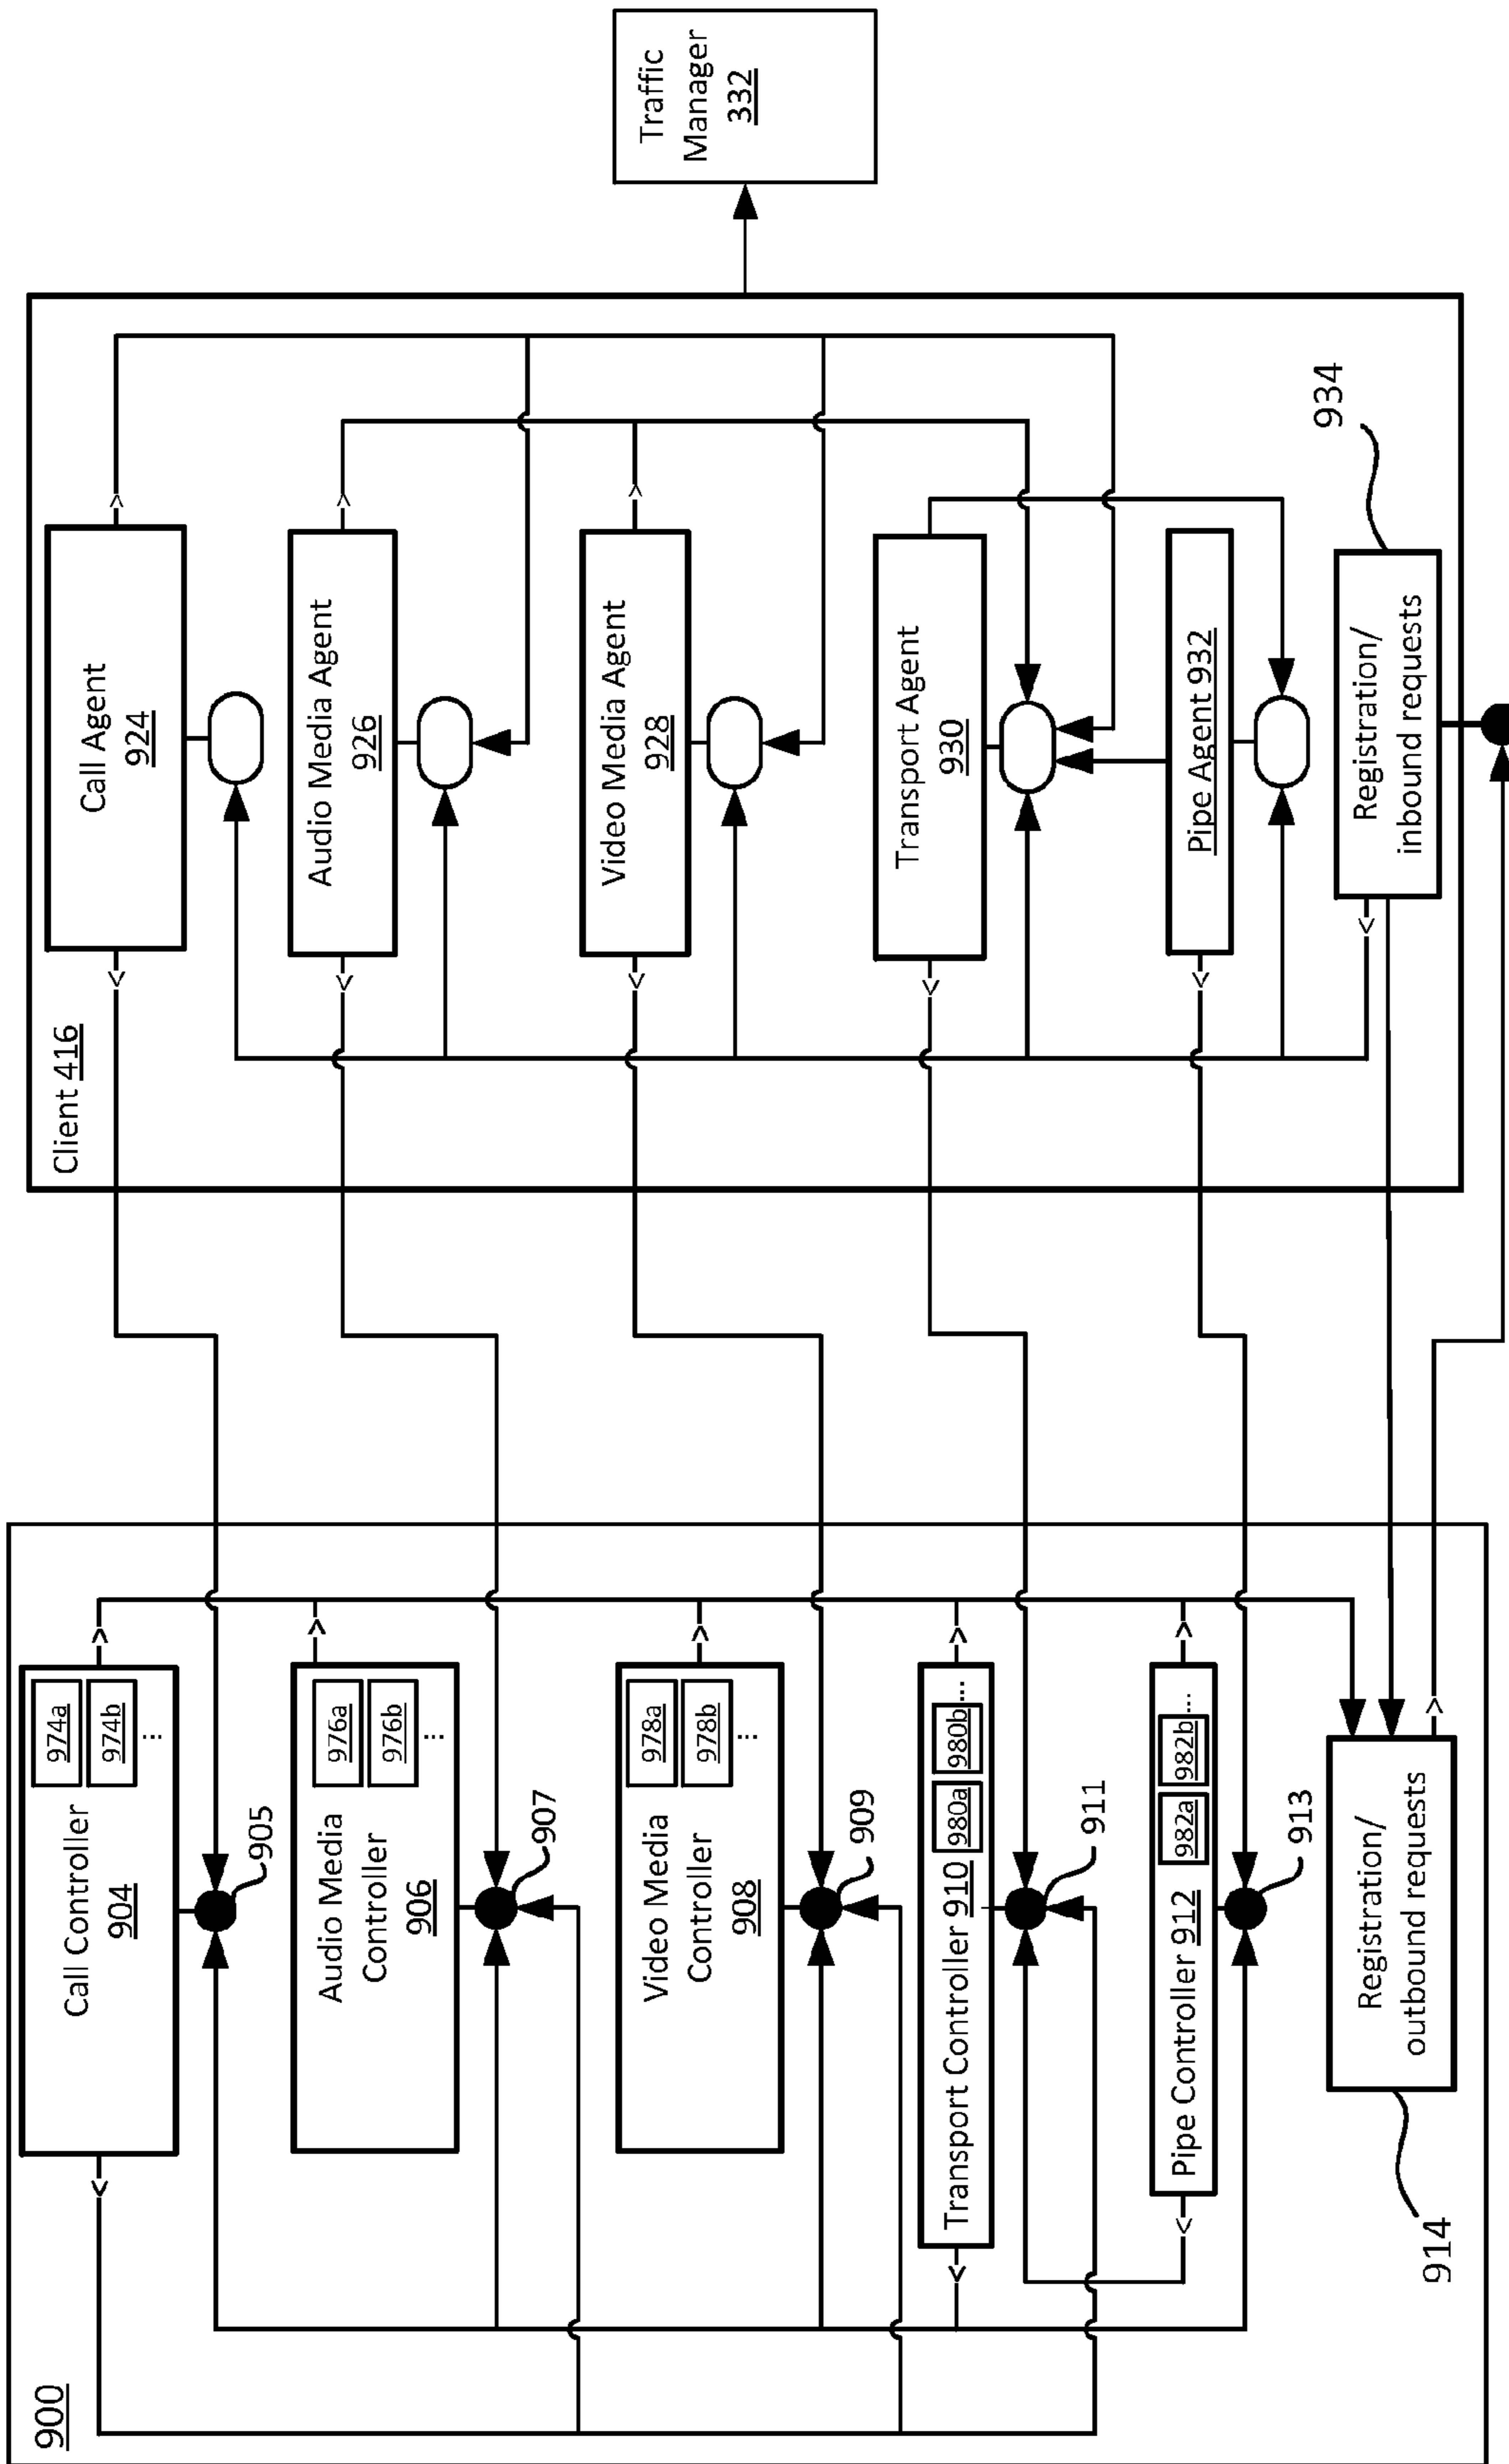 900
Call Controller
904
974a
974b
...
905
Audio Media
Controller
906
976a
976b
...
907
Video Media
Controller
908
978a
978b
...
909
Transport Controller 910
980a
980b
...
911
Pipe Controller 912
982a
982b
...
913
Registration/
outbound requests
914
Client 416
Call Agent
924
Audio Media Agent
926
Video Media Agent
928
Transport Agent
930
Pipe Agent 932
Registration/
inbound requests
934
Traffic
Manager
332